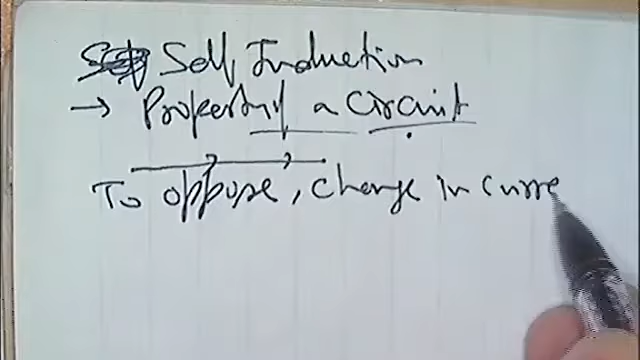 Self Induction
→ Property of a circuit
To oppose, change in curre